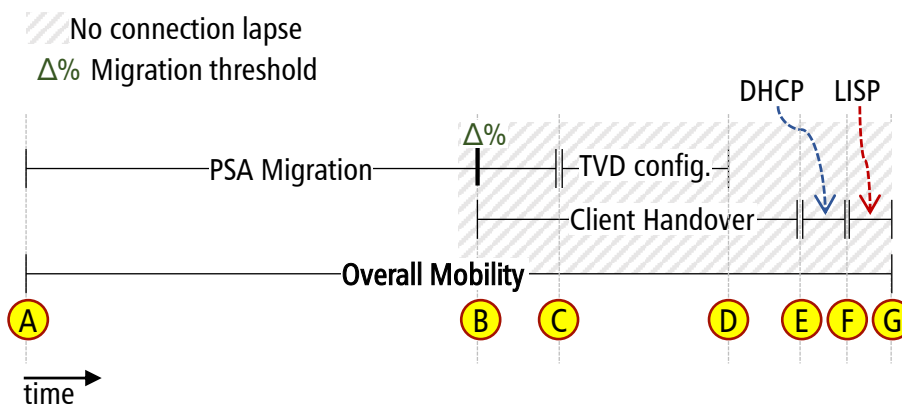 No connection lapse
Δ% Migration threshold
DHCP LISP
Δ%
PSA Migration TVD config.
Client Handover
Overall Mobility
A B C D E F G
time